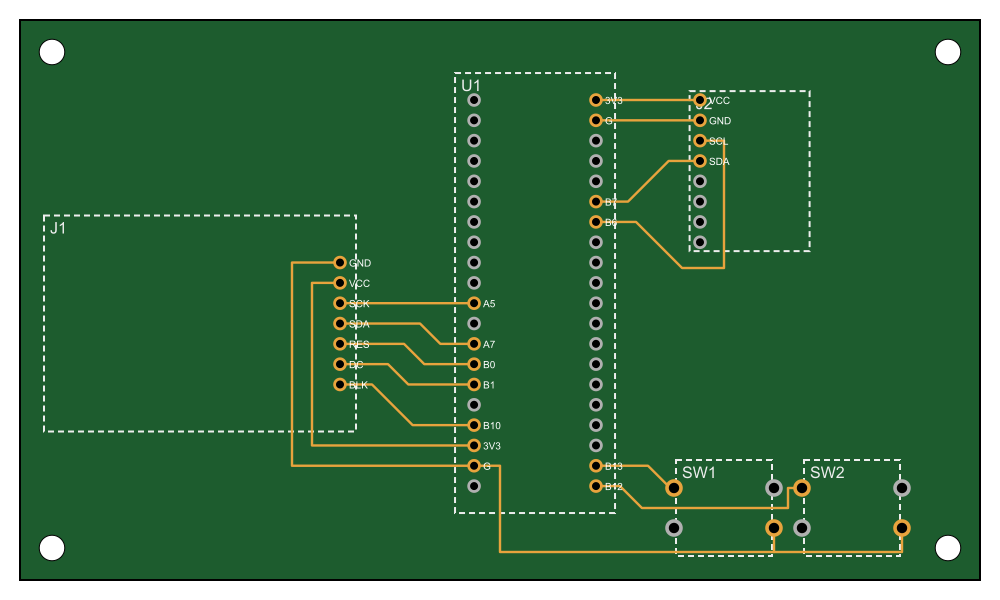 U1
3V3
G
B7
B6
A5
A7
B0
B1
B10
3V3
G
B13
B12
VCC
GND
SCL
SDA
J1
GND
VCC
SCK
SDA
RES
DC
BLK
SW1
SW2